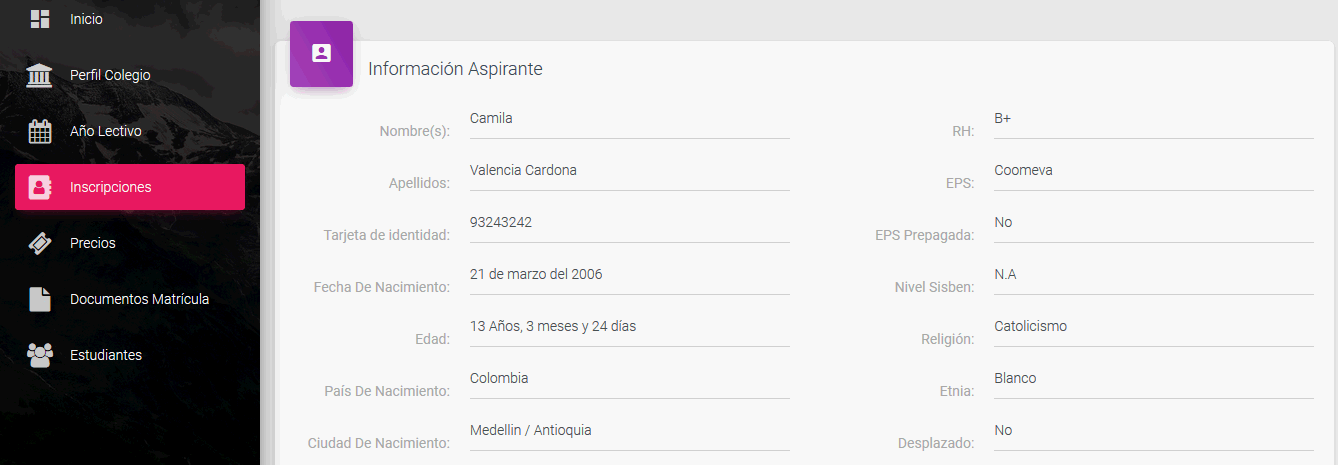 Inicio
Perfil Colegio
Año Lectivo
Inscripciones
Precios
Documentos Matrícula
Estudiantes
Información Aspirante
Nombre(s): Camila
Apellidos: Valencia Cardona
Tarjeta de identidad: 93243242
Fecha De Nacimiento: 21 de marzo del 2006
Edad: 13 Años, 3 meses y 24 días
País De Nacimiento: Colombia
Ciudad De Nacimiento: Medellin / Antioquia
RH: B+
EPS: Coomeva
EPS Prepagada: No
Nivel Sisben: N.A
Religión: Catolicismo
Etnia: Blanco
Desplazado: No